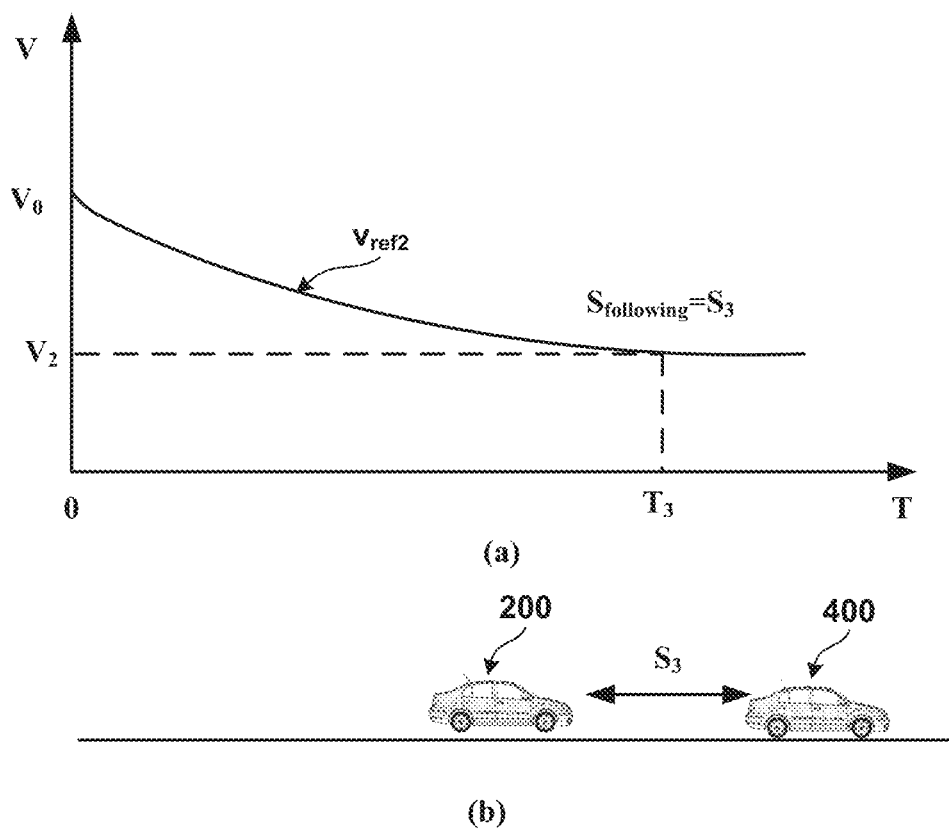 V
V₀
vref2
Sfollowing=S₃
V₂
0
T₃
T
(a)
200
400
S₃
(b)